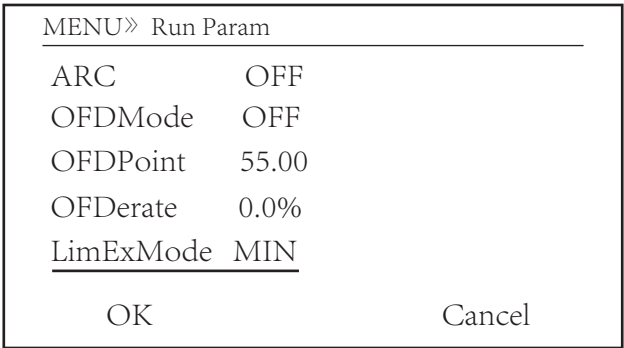 MENU》 Run Param
ARC OFF
OFDMode OFF
OFDPoint 55.00
OFDerate 0.0%
LimExMode MIN
OK Cancel